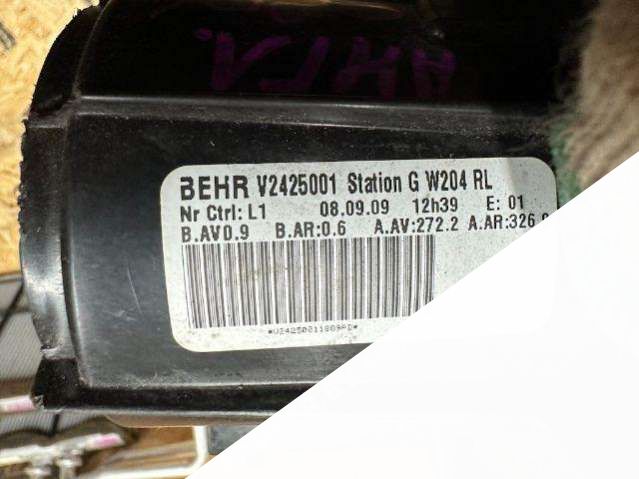 BEHR V2425001 Station G W204 RL
Nr Ctrl: L1 08.09.09 12h39 E: 01
B.AV0.9 B.AR:0.6 A.AV:272.2 A.AR:326.